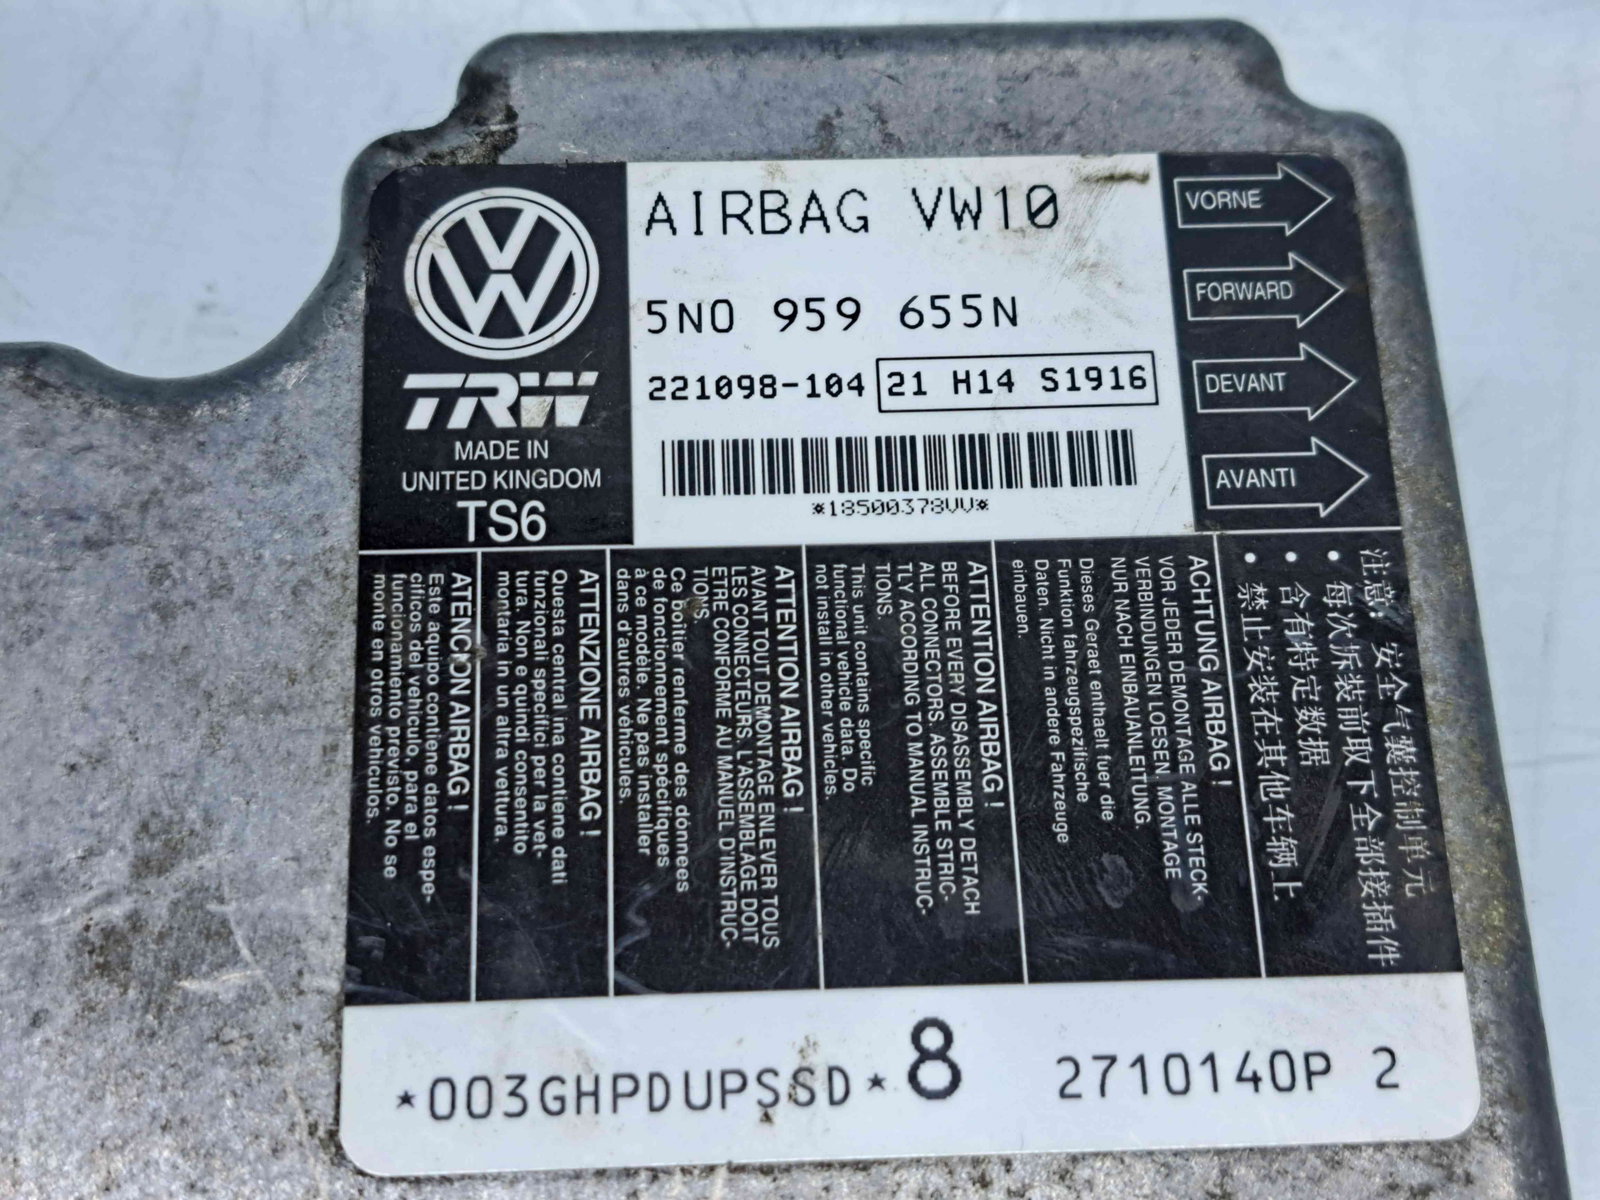 AIRBAG VW10
5N0 959 655N
221098-104 21 H14 S1916
*18500378VV*
VW
TRW
MADE IN
UNITED KINGDOM
TS6
VORNE
FORWARD
DEVANT
AVANTI
注意: 安全气囊控制单元
• 每次拆装前取下全部接插件
• 含有特定数据
• 禁止安装在其他车辆上
ACHTUNG AIRBAG !
VOR JEDER DEMONTAGE ALLE STECK-
VERBINDUNGEN LOESEN. MONTAGE
NUR NACH EINBAUANLEITUNG.
Dieses Geraet enthaelt fuer die
Funktion fahrzeugspezifische
Daten. Nicht in andere Fahrzeuge
einbauen.
ATTENTION AIRBAG !
BEFORE EVERY DISASSEMBLY DETACH
ALL CONNECTORS. ASSEMBLE STRIC-
TLY ACCORDING TO MANUAL INSTRUC-
TIONS.
This unit contains specific
functional vehicle data. Do
not install in other vehicles.
ATTENTION AIRBAG !
AVANT TOUT DEMONTAGE ENLEVER TOUS
LES CONNECTEURS. L'ASSEMBLAGE DOIT
ETRE CONFORME AU MANUEL D'INSTRUC-
TIONS.
Ce boîtier renferme des données
de fonctionnement spécifiques
à ce modèle. Ne pas installer
dans d'autres véhicules.
ATTENZIONE AIRBAG !
Questa central ina contiene dati
funzionali specifici per la vet-
tura. Non e quindi consentito
montarla in un altra vettura.
ATENCION AIRBAG !
Este aquipo contiene datos espe-
cificos del vehículo, para el
funcionamiento previsto. No se
monte en otros vehículos.
*003GHPDUPSSD* 8 2710140P 2